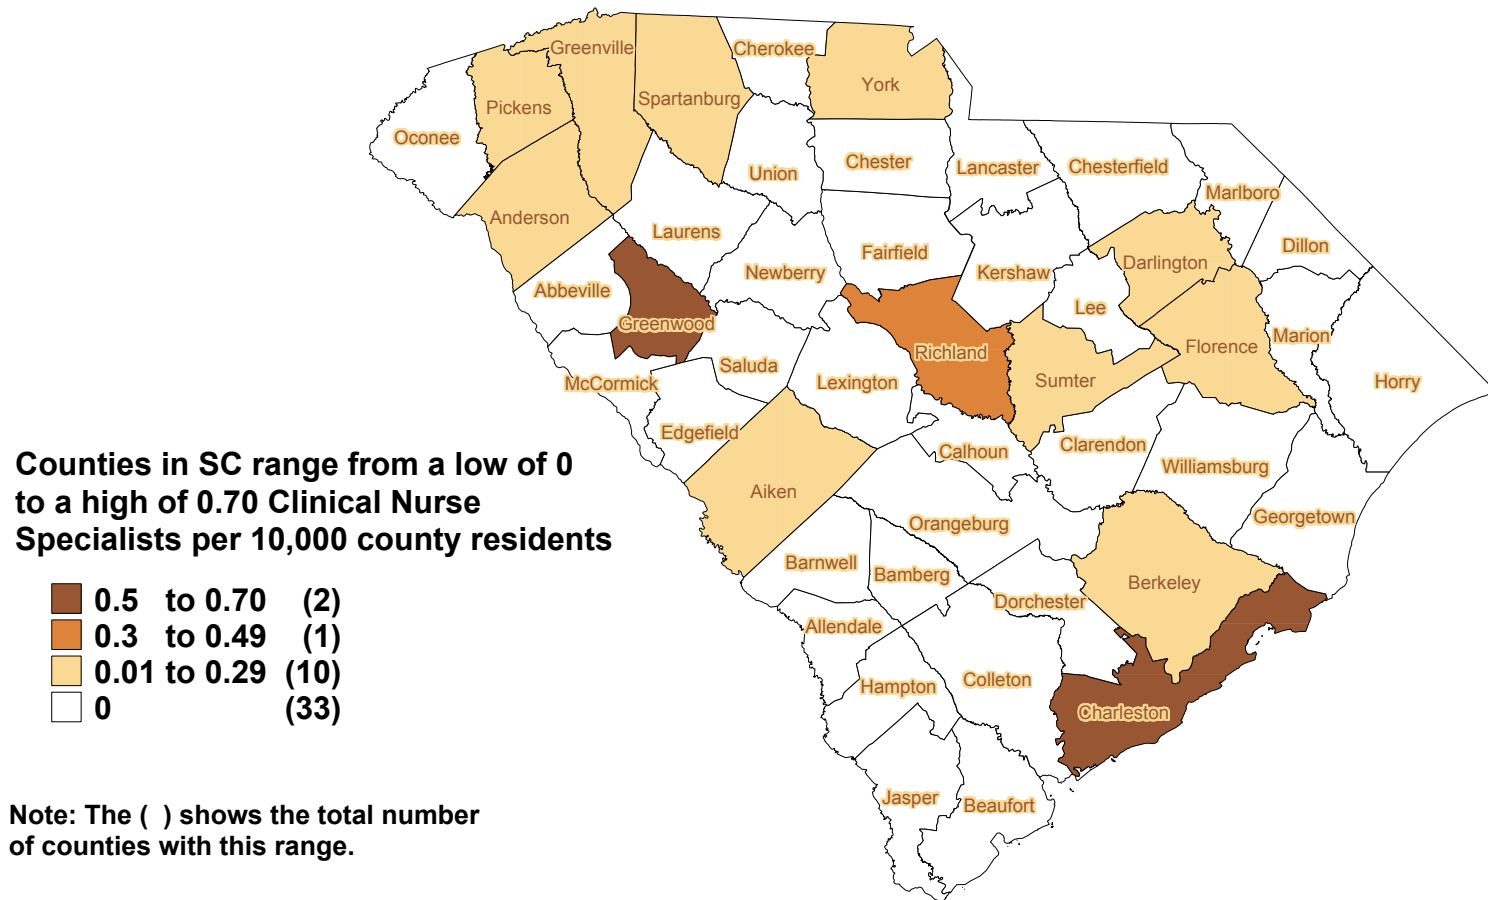 Greenville
Cherokee
York
Spartanburg
Pickens
Oconee
Union
Chester
Lancaster
Chesterfield
Marlboro
Anderson
Laurens
Fairfield
Dillon
Newberry
Kershaw
Darlington
Abbeville
Lee
Greenwood
Marion
Florence
Richland
Saluda
McCormick
Lexington
Sumter
Horry
Edgefield
Calhoun
Clarendon
Williamsburg
Counties in SC range from a low of 0
to a high of 0.70 Clinical Nurse
Specialists per 10,000 county residents
Aiken
Orangeburg
Georgetown
Barnwell
Bamberg
Berkeley
Dorchester
Allendale
0.5 to 0.70 (2)
0.3 to 0.49 (1)
0.01 to 0.29 (10)
0 (33)
Hampton
Colleton
Charleston
Jasper
Beaufort
Note: The ( ) shows the total number
of counties with this range.